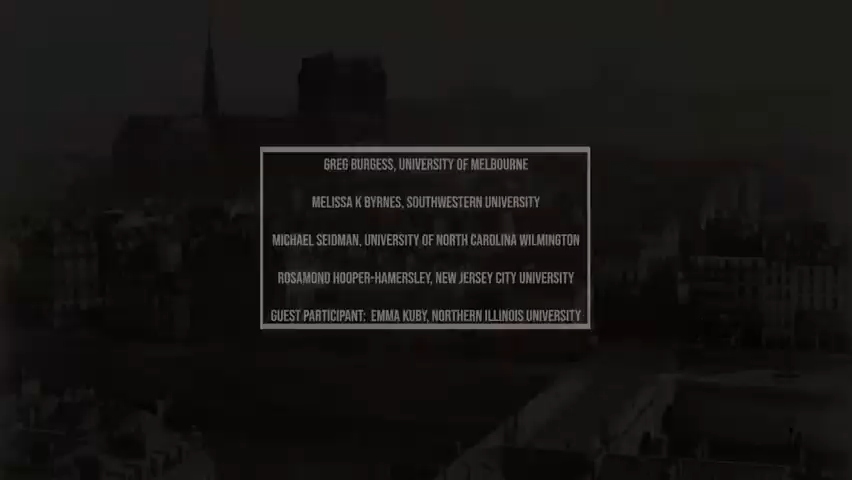 GREG BURGESS, UNIVERSITY OF MELBOURNE
MELISSA K BYRNES, SOUTHWESTERN UNIVERSITY
MICHAEL SEIDMAN, UNIVERSITY OF NORTH CAROLINA WILMINGTON
ROSAMOND HOOPER-HAMERSLEY, NEW JERSEY CITY UNIVERSITY
GUEST PARTICIPANT: EMMA KUBY, NORTHERN ILLINOIS UNIVERSITY